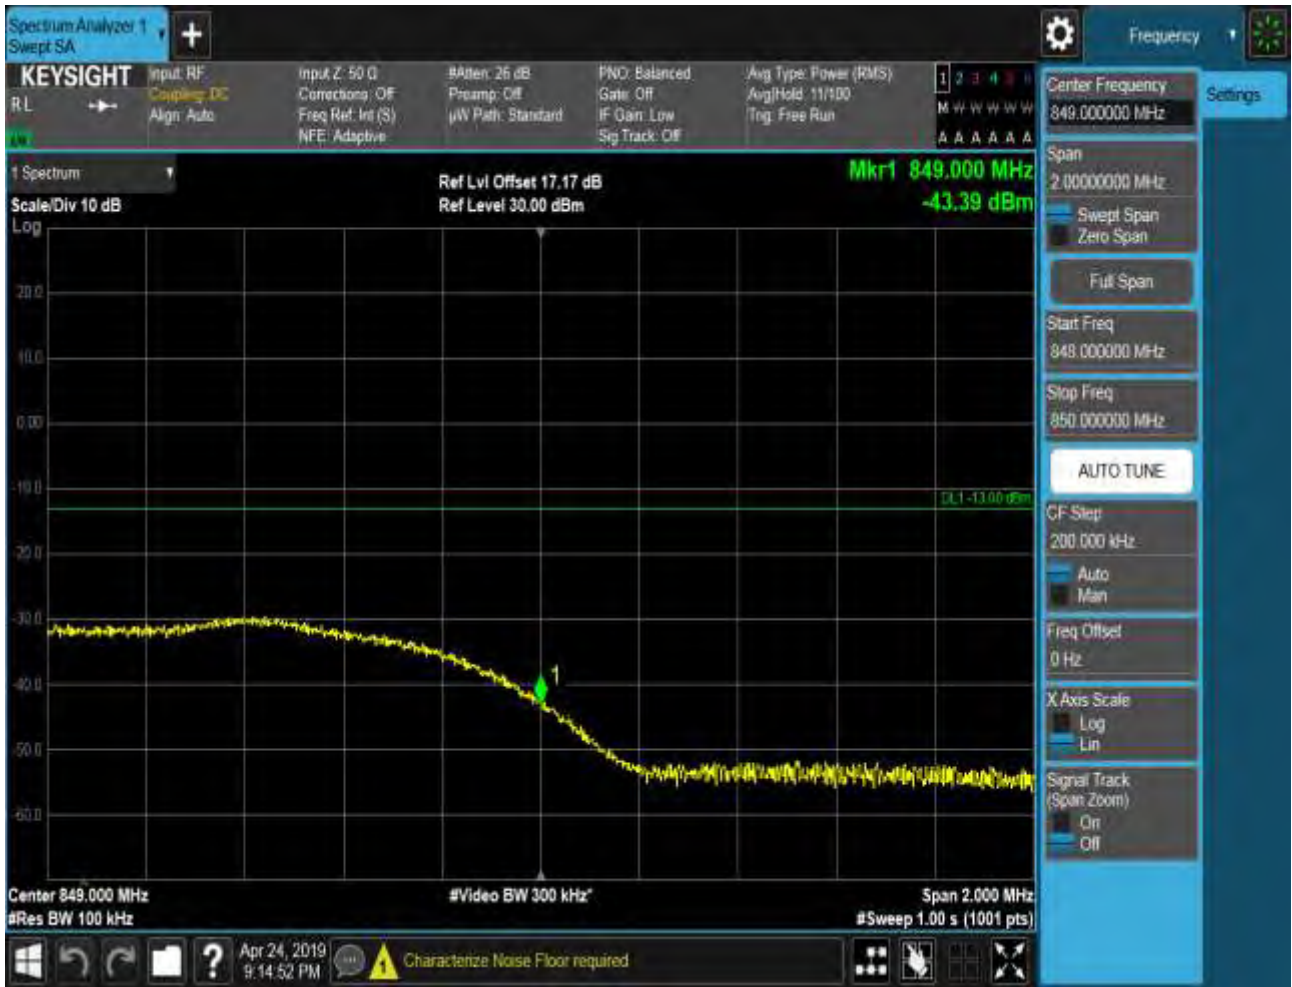 Spectrum Analyzer 1
Swept SA
+
Frequency
KEYSIGHT
RL
Input: RF
Coupling: DC
Align: Auto
Input Z: 50 Ω
Corrections: Off
Freq Ref: Int (S)
NFE: Adaptive
#Atten: 26 dB
Preamp: Off
µW Path: Standard
PNO: Balanced
Gate: Off
IF Gain: Low
Sig Track: Off
Avg Type: Power (RMS)
Avg|Hold: 11/100
Trig: Free Run
1 2 3 4 5 6
M W W W W W
A A A A A A
1 Spectrum
Scale/Div 10 dB
Log
Ref Lvl Offset 17.17 dB
Ref Level 30.00 dBm
Mkr1 849.000 MHz
-43.39 dBm
20.0
10.0
0.00
-10.0
-20.0
-30.0
-40.0
-50.0
-60.0
DL1 -13.00 dBm
1
Center 849.000 MHz
#Res BW 100 kHz
#Video BW 300 kHz*
Span 2.000 MHz
#Sweep 1.00 s (1001 pts)
Center Frequency
849.000000 MHz
Settings
Span
2.00000000 MHz
Swept Span
Zero Span
Full Span
Start Freq
848.000000 MHz
Stop Freq
850.000000 MHz
AUTO TUNE
CF Step
200.000 kHz
Auto
Man
Freq Offset
0 Hz
X Axis Scale
Log
Lin
Signal Track
(Span Zoom)
On
Off
?
Apr 24, 2019
9:14:52 PM
Characterize Noise Floor required